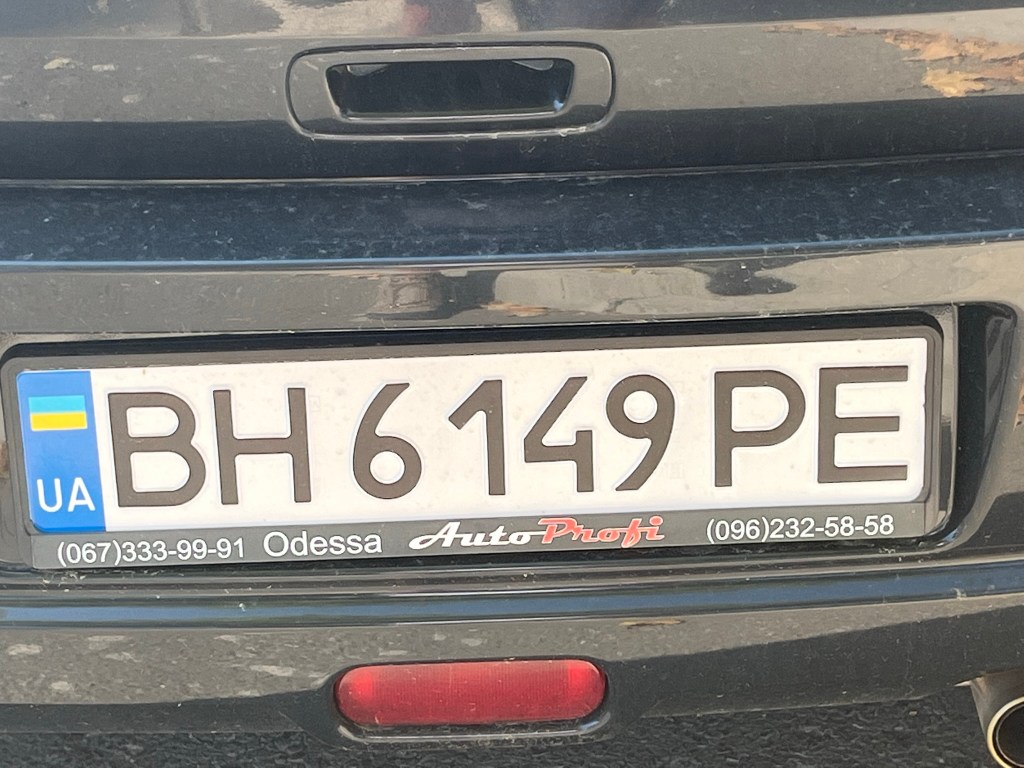 UA BH 6149 PE
(067)333-99-91 Odessa AutoProfi (096)232-58-58